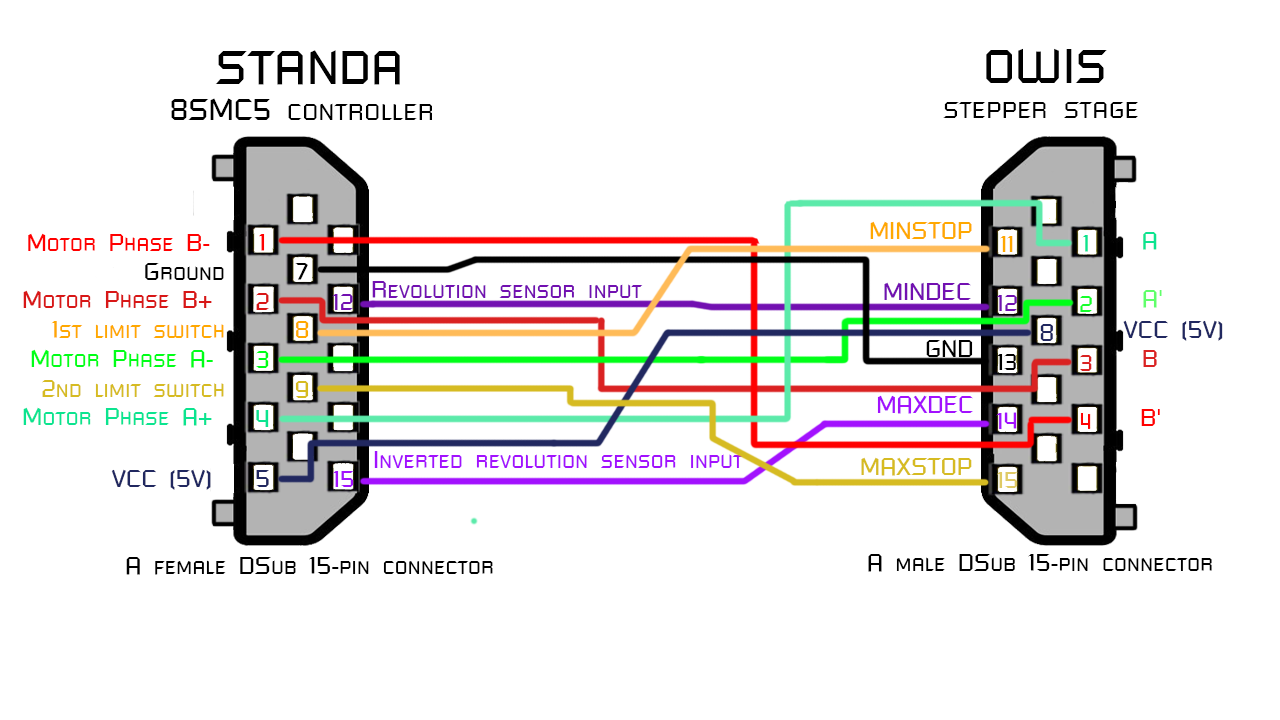 STANDA
8SMC5 CONTROLLER
OWIS
STEPPER STAGE
MOTOR PHASE B-
GROUND
MOTOR PHASE B+
1ST LIMIT SWITCH
MOTOR PHASE A-
2ND LIMIT SWITCH
MOTOR PHASE A+
VCC (5V)
1
7
2
12
8
3
9
4
5
15
REVOLUTION SENSOR INPUT
INVERTED REVOLUTION SENSOR INPUT
MINSTOP
MINDEC
GND
MAXDEC
MAXSTOP
11
1
12
2
8
13
3
14
4
15
A
A'
VCC (5V)
B
B'
A FEMALE DSUB 15-PIN CONNECTOR
A MALE DSUB 15-PIN CONNECTOR